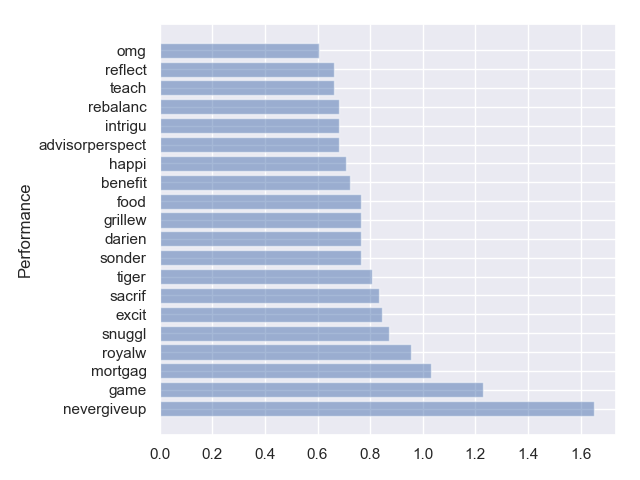 omg
reflect
teach
rebalanc
intrigu
advisorperspect
happi
benefit
food
grillew
darien
sonder
tiger
sacrif
excit
snuggl
royalw
mortgag
game
nevergiveup
Performance
0.0 0.2 0.4 0.6 0.8 1.0 1.2 1.4 1.6